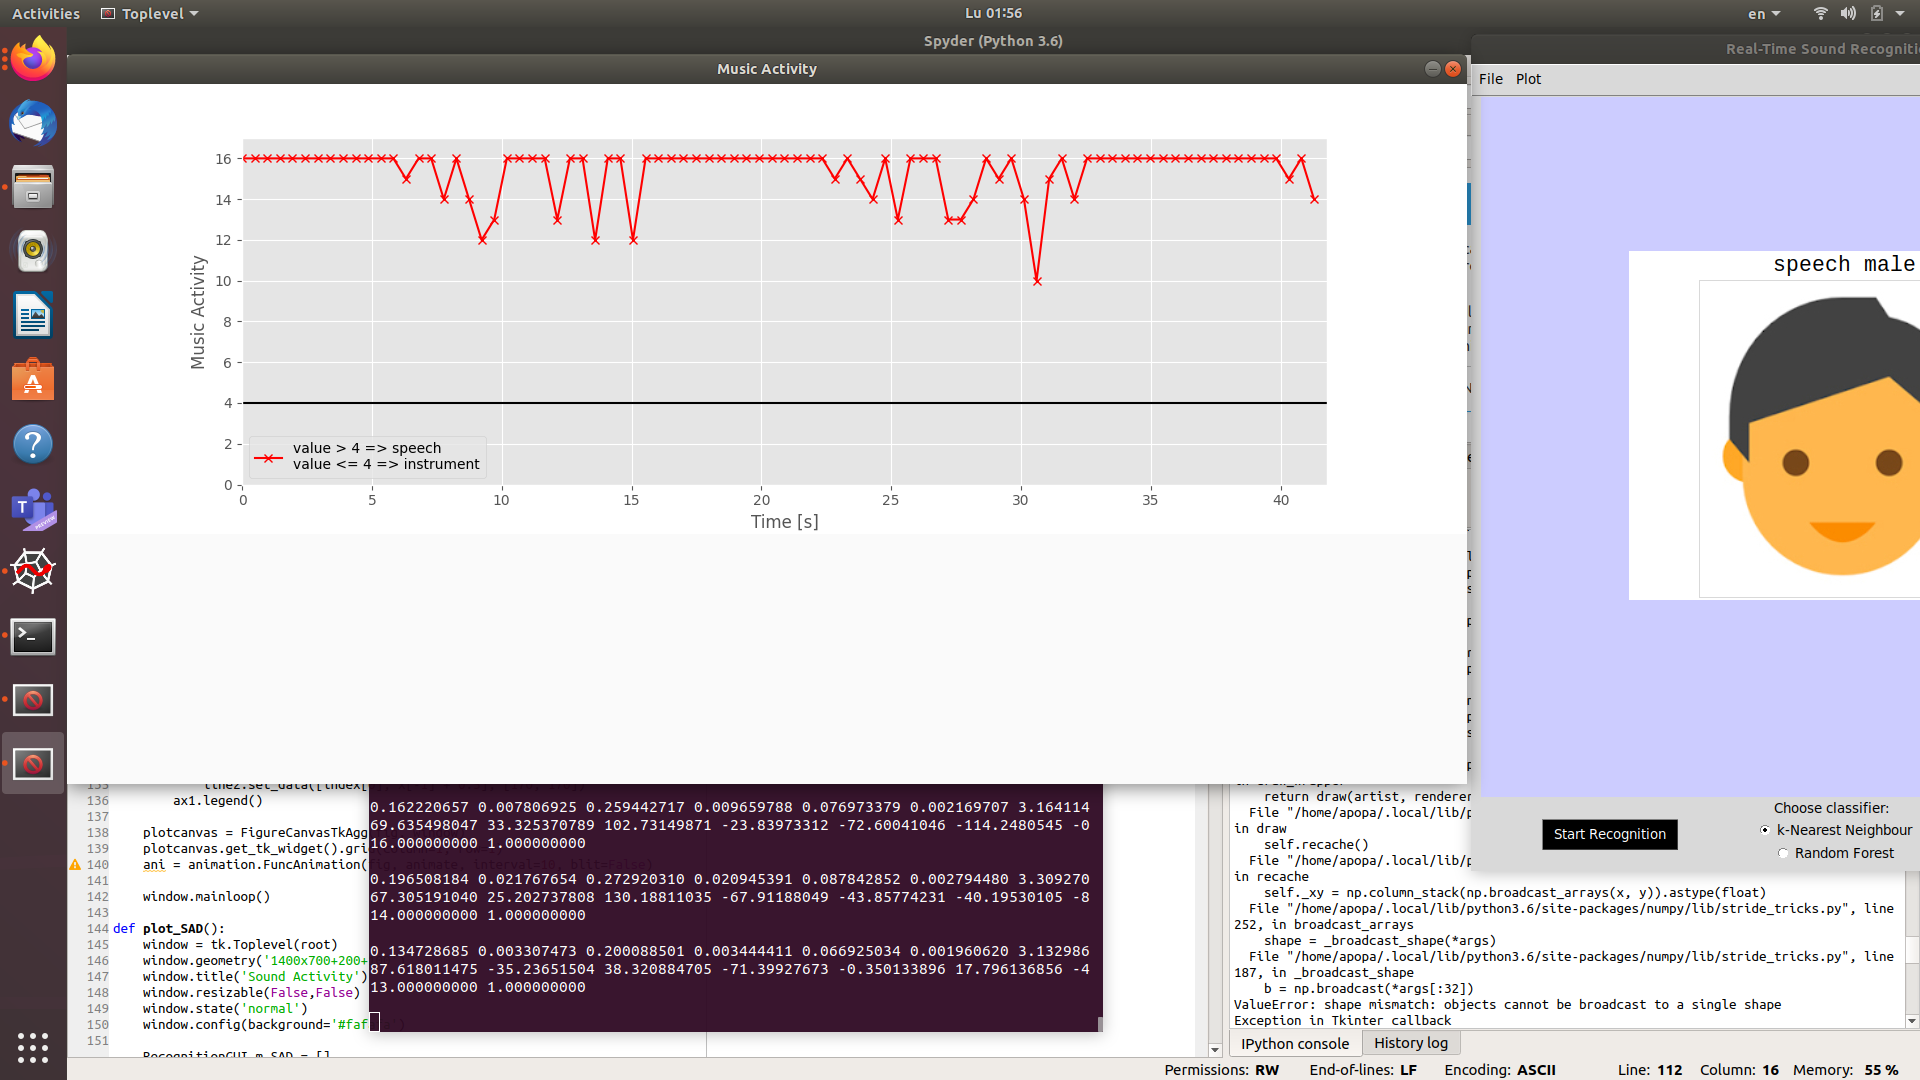 Activities Toplevel Lu 01:56 en
Spyder (Python 3.6)
Music Activity
Real-Time Sound
File Plot
16
14
12
10
8
6
4
2
0
Music Activity
value > 4 => speech
value <= 4 => instrument
0 5 10 15 20 25 30 35 40
Time [s]
speech male
Choose classifier:
k-Nearest Neighbour
Random Forest
Start Recognition
136 ax1.legend()
137
138 plotcanvas =
139 plotcanvas.get_tk_widget()
140 ani = animation.FuncAnimation(
141
142 window.mainloop()
143
144 def plot_SAD():
145 window = tk.Toplevel(root)
146 window.geometry('1400x700+200+
147 window.title('Sound Activity')
148 window.resizable(False,False)
149 window.state('normal')
150 window.config(background='#faf
151
0.162220657 0.007806925 0.259442717 0.009659788 0.076973379 0.002169707 3.164114
69.635498047 33.325370789 102.73149871 -23.83973312 -72.60041046 -114.2480545 -0
16.000000000 1.000000000
0.196508184 0.021767654 0.272920310 0.020945391 0.087842852 0.002794480 3.309270
67.305191040 25.202737808 130.18811035 -67.91188049 -43.85774231 -40.19530105 -8
14.000000000 1.000000000
0.134728685 0.003307473 0.200088501 0.003444411 0.066925034 0.001960620 3.132986
87.618011475 -35.23651504 38.320884705 -71.39927673 -0.350133896 17.796136856 -4
13.000000000 1.000000000
return draw(artist, renderer
File "/home/apopa/.local/lib/p
in draw
self.recache()
File "/home/apopa/.local/lib/p
in recache
self._xy = np.column_stack(np.broadcast_arrays(x, y)).astype(float)
File "/home/apopa/.local/lib/python3.6/site-packages/numpy/lib/stride_tricks.py", line
252, in broadcast_arrays
shape = _broadcast_shape(*args)
File "/home/apopa/.local/lib/python3.6/site-packages/numpy/lib/stride_tricks.py", line
187, in _broadcast_shape
b = np.broadcast(*args[:32])
ValueError: shape mismatch: objects cannot be broadcast to a single shape
Exception in Tkinter callback
IPython console History log
Permissions: RW End-of-lines: LF Encoding: ASCII Line: 112 Column: 16 Memory: 55 %